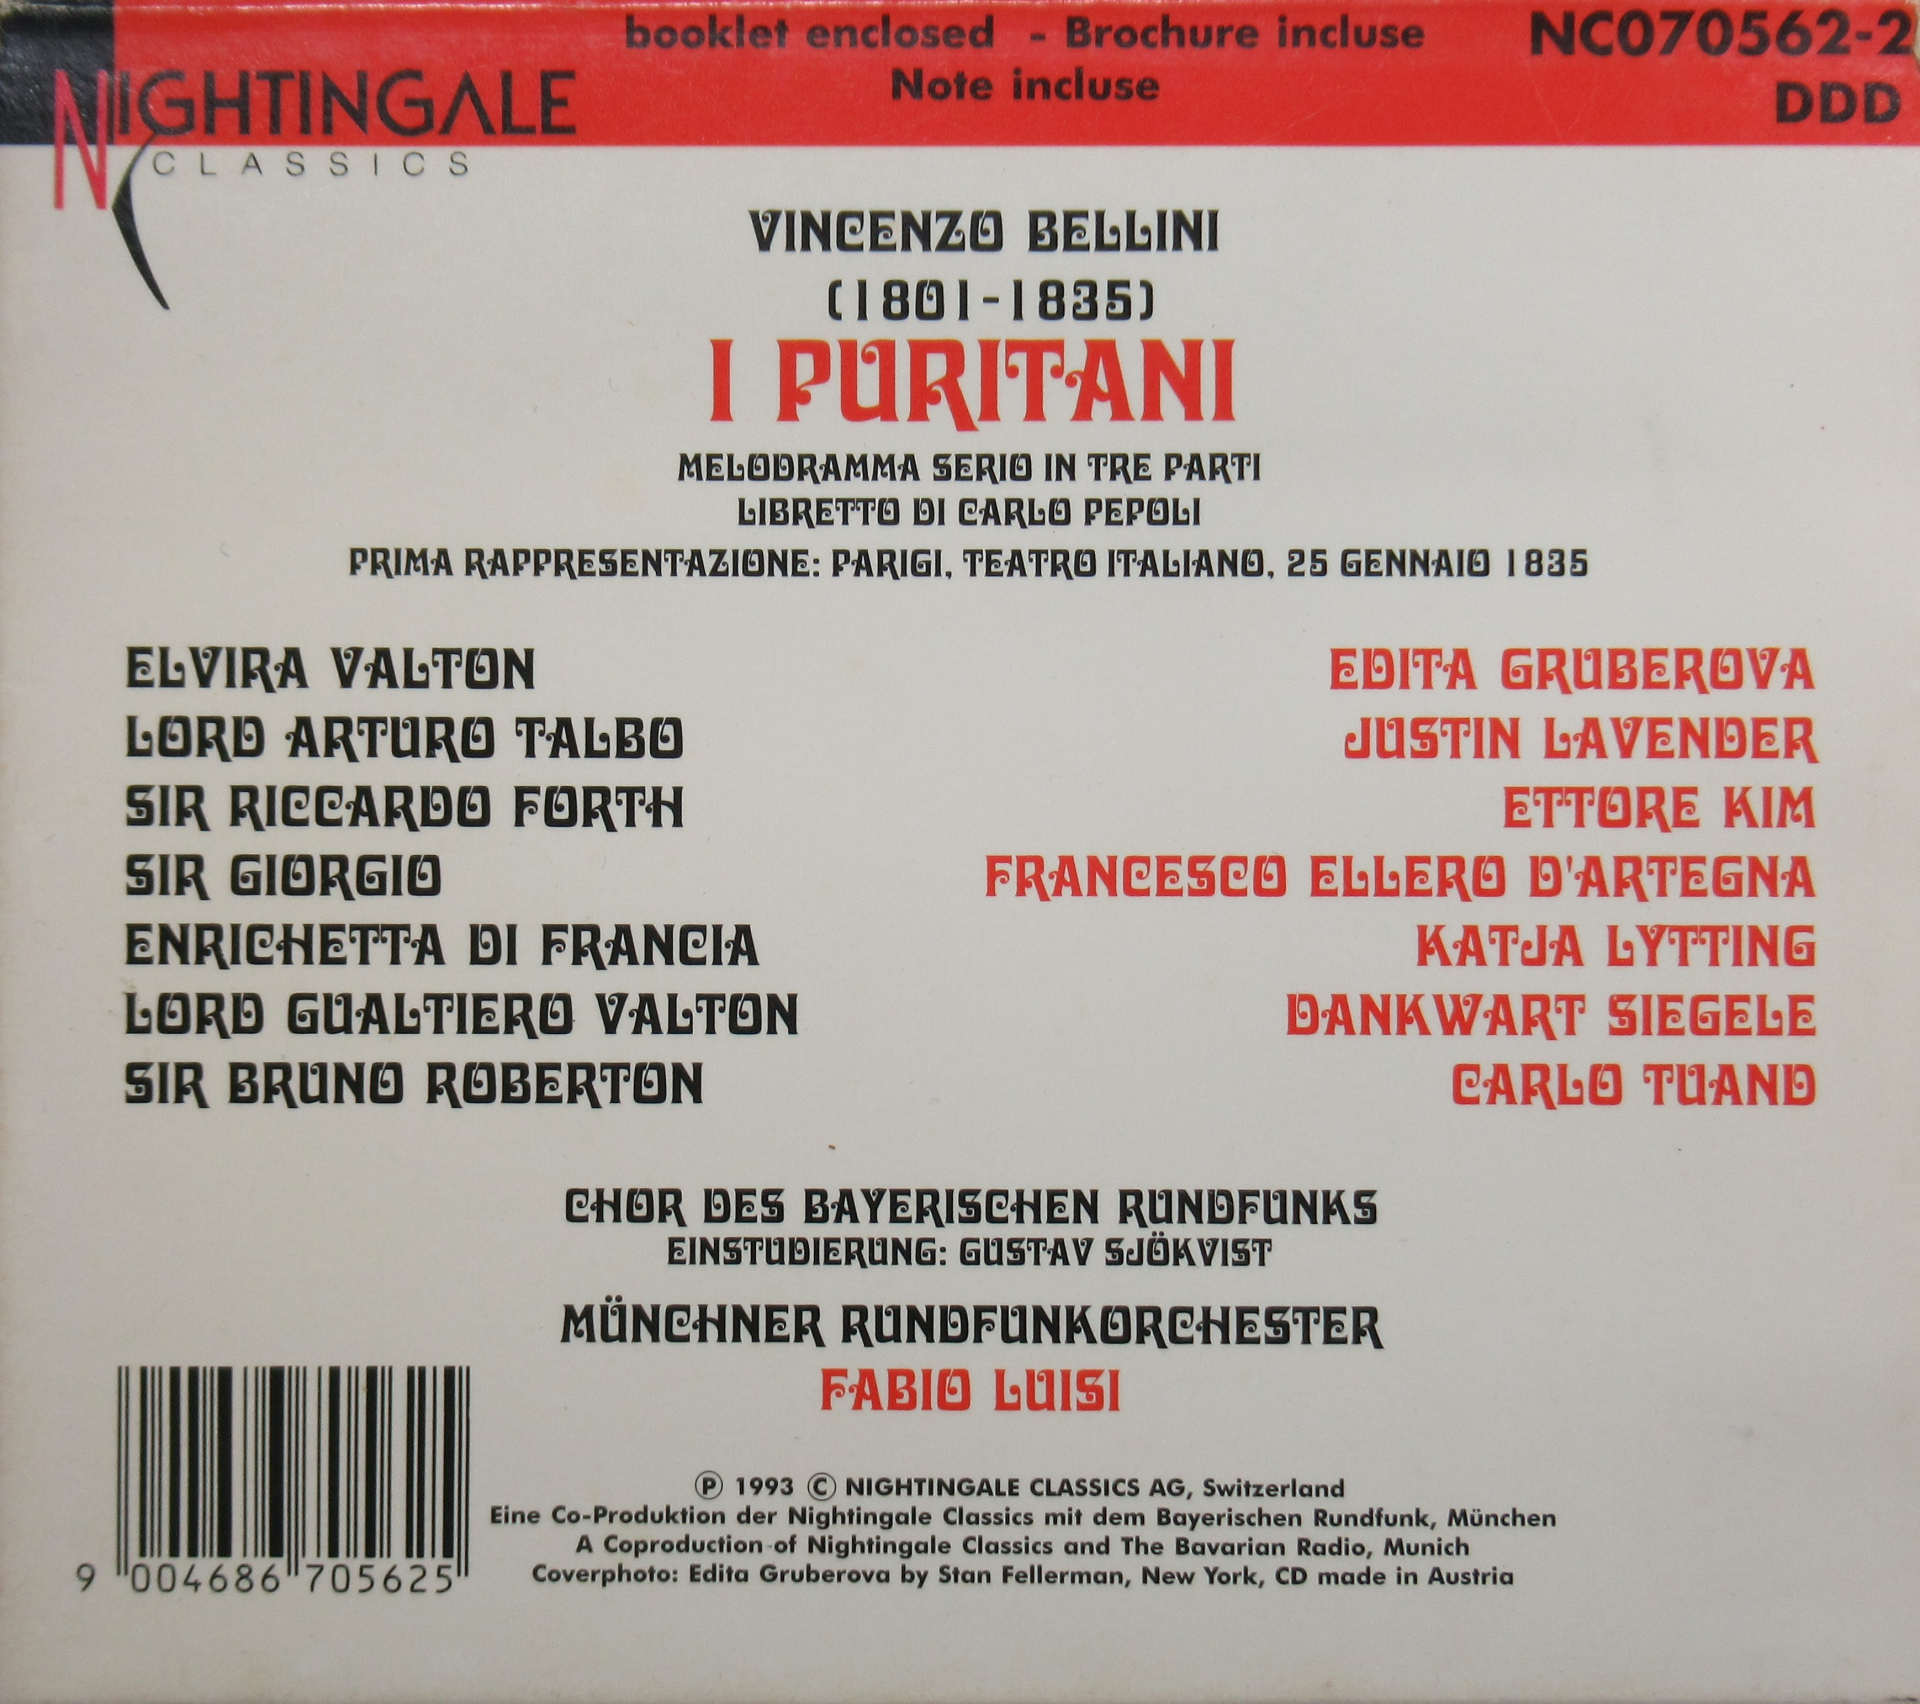 booklet enclosed - Brochure incluse
Note incluse
NC070562-2
DDD
NIGHTINGALE
CLASSICS
VINCENZO BELLINI
(1801-1835)
I PURITANI
MELODRAMMA SERIO IN TRE PARTI
LIBRETTO DI CARLO PEPOLI
PRIMA RAPPRESENTAZIONE: PARIGI, TEATRO ITALIANO, 25 GENNAIO 1835
ELVIRA VALTON EDITA GRUBEROVA
LORD ARTURO TALBO JUSTIN LAVENDER
SIR RICCARDO FORTH ETTORE KIM
SIR GIORGIO FRANCESCO ELLERO D'ARTEGNA
ENRICHETTA DI FRANCIA KATJA LYTTING
LORD GUALTIERO VALTON DANKWART SIEGELE
SIR BRUNO ROBERTON CARLO TUAND
CHOR DES BAYERISCHEN RUNDFUNKS
EINSTUDIERUNG: GUSTAV SJÖKVIST
MÜNCHNER RUNDFUNKORCHESTER
FABIO LUISI
Ⓟ 1993 Ⓒ NIGHTINGALE CLASSICS AG, Switzerland
Eine Co-Produktion der Nightingale Classics mit dem Bayerischen Rundfunk, München
A Coproduction of Nightingale Classics and The Bavarian Radio, Munich
Coverphoto: Edita Gruberova by Stan Fellerman, New York, CD made in Austria
9 004686 705625